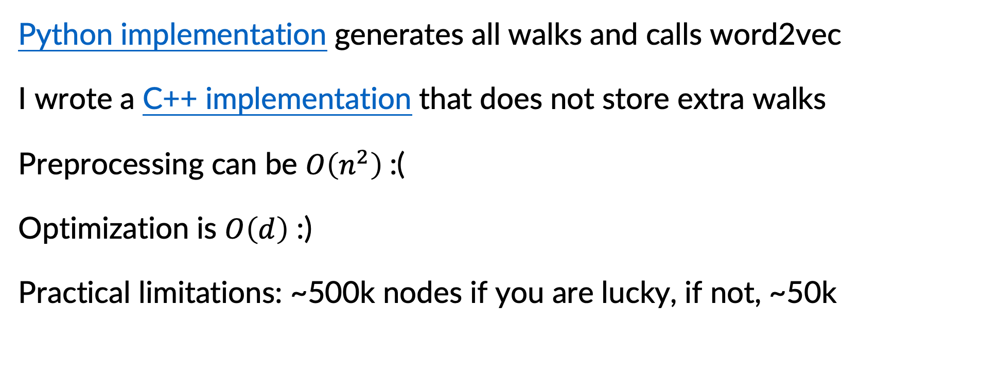 Python implementation generates all walks and calls word2vec
I wrote a C++ implementation that does not store extra walks
Preprocessing can be O(n²) :(
Optimization is O(d) :)
Practical limitations: ~500k nodes if you are lucky, if not, ~50k